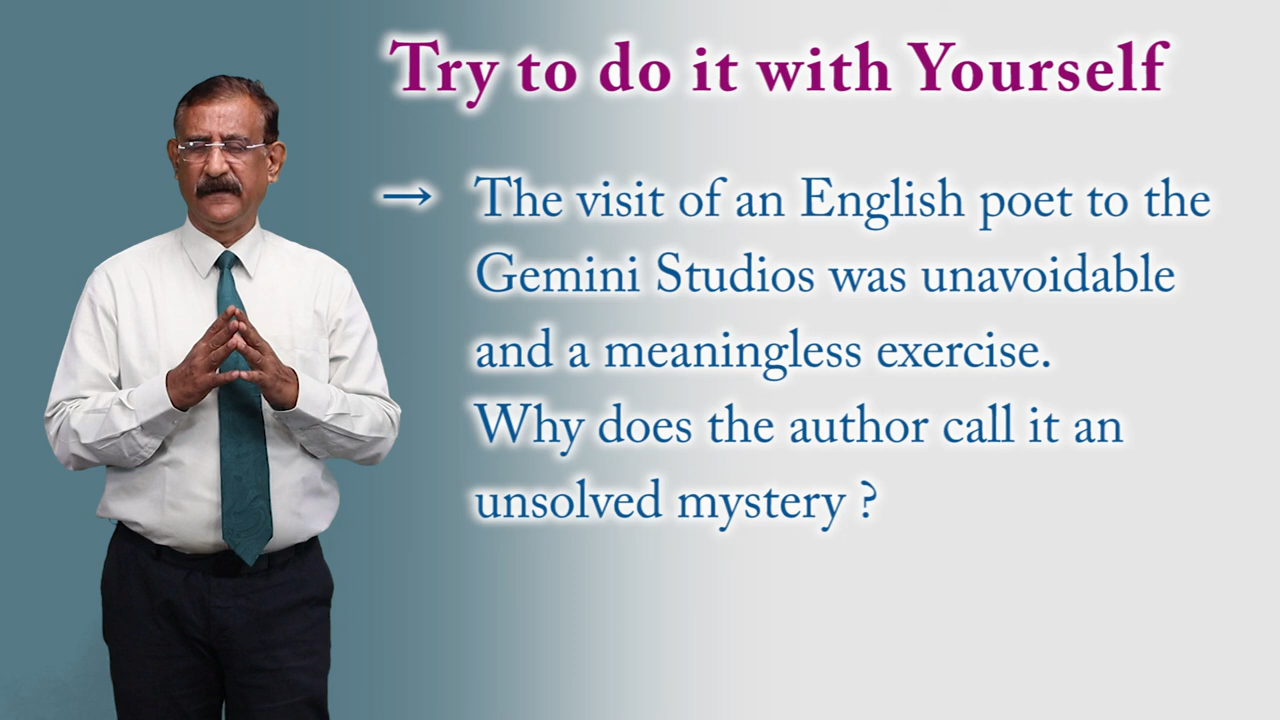 Try to do it with Yourself
→ The visit of an English poet to the
Gemini Studios was unavoidable
and a meaningless exercise.
Why does the author call it an
unsolved mystery ?